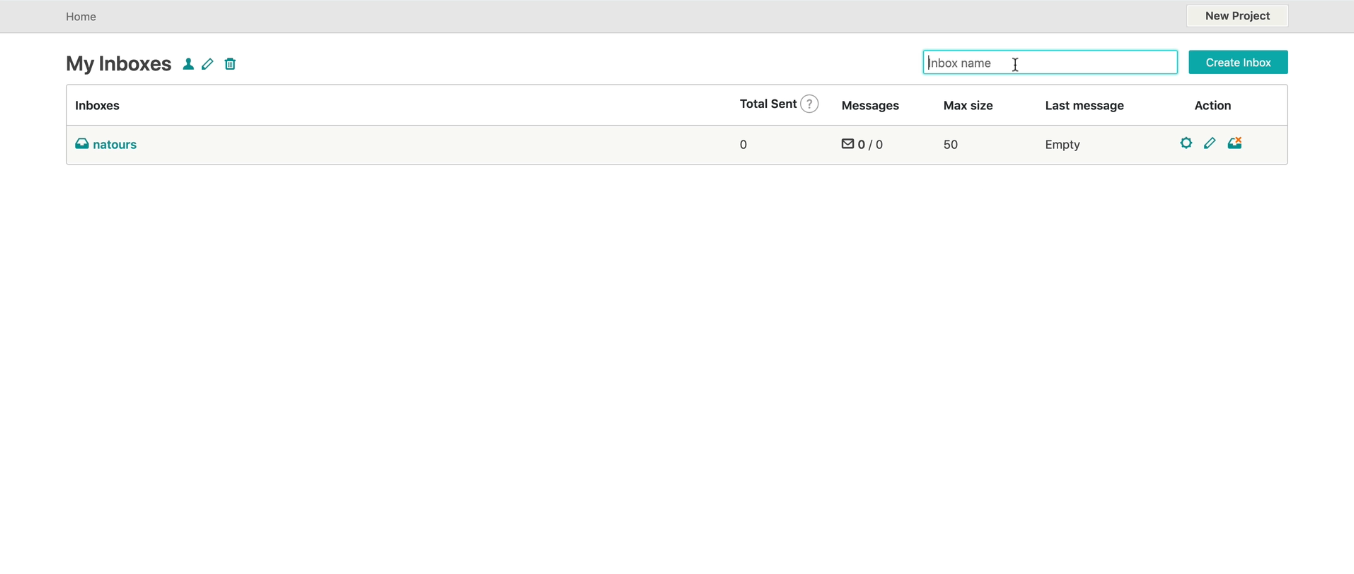 Home
New Project
My Inboxes
Inbox name
Create Inbox
Inboxes Total Sent ? Messages Max size Last message Action
natours 0 0 / 0 50 Empty